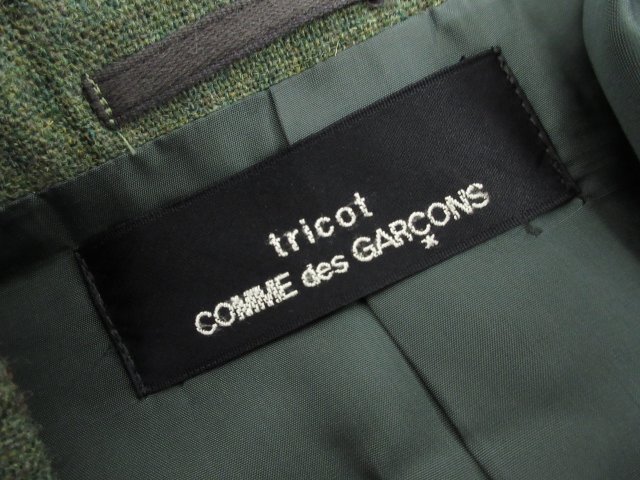 tricot
COMME des GARÇONS
*